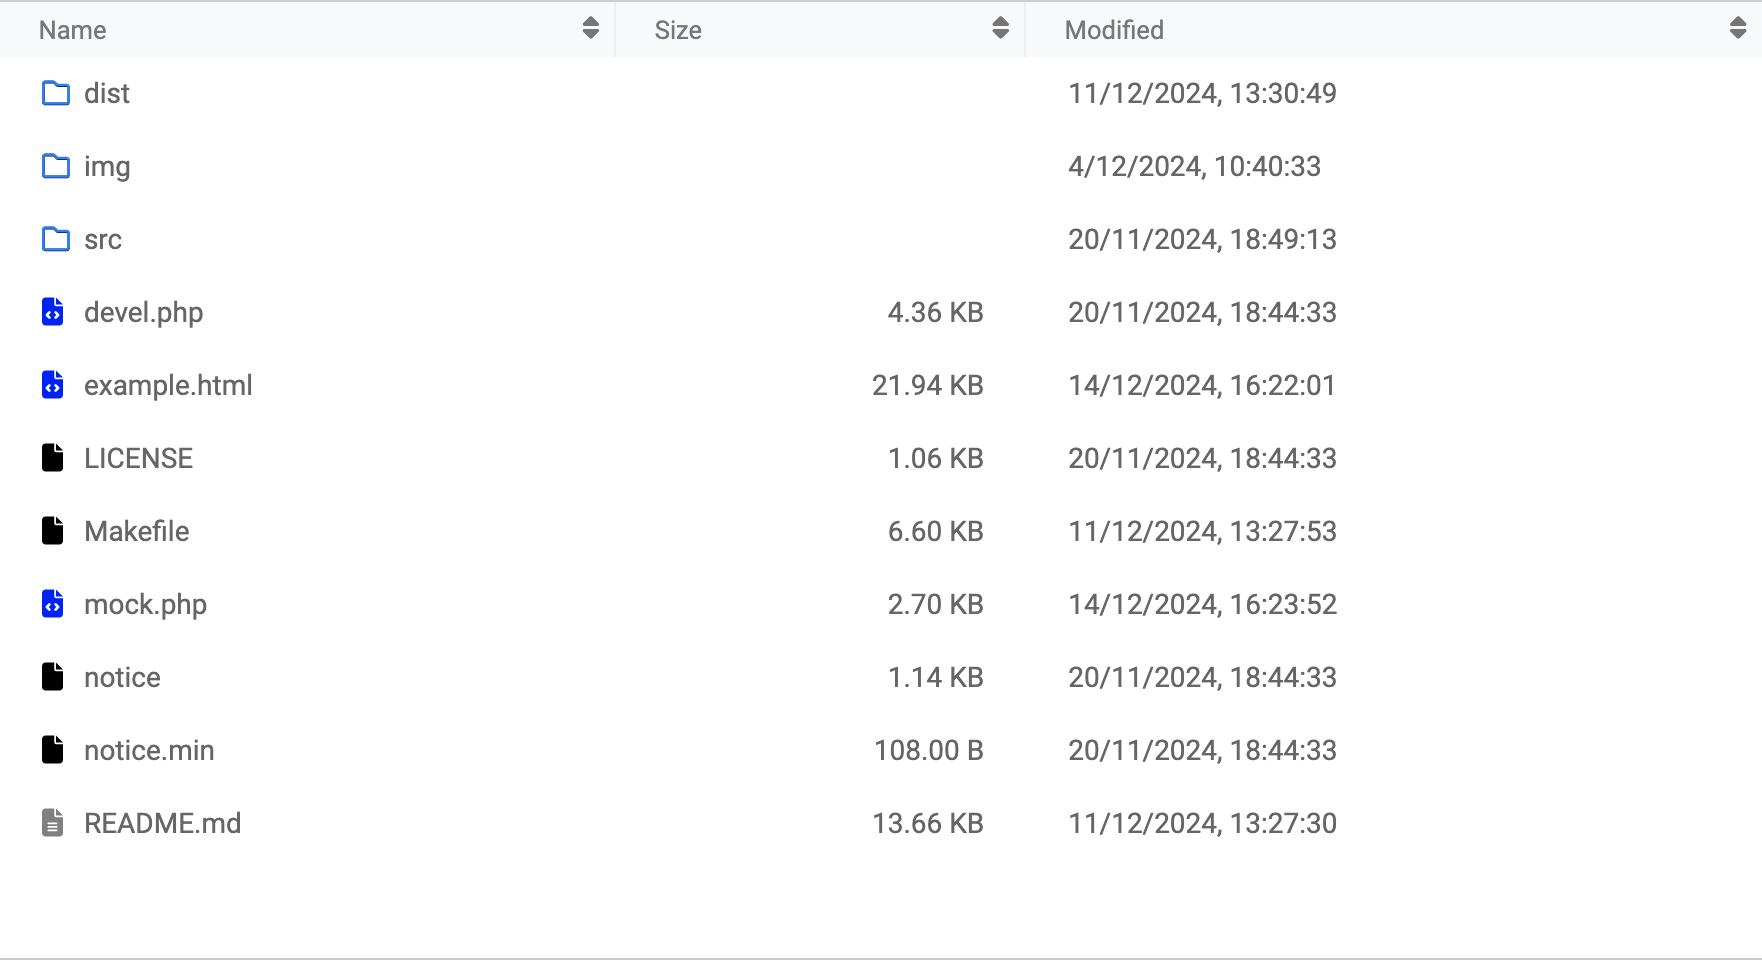 Name Size Modified
dist 11/12/2024, 13:30:49
img 4/12/2024, 10:40:33
src 20/11/2024, 18:49:13
devel.php 4.36 KB 20/11/2024, 18:44:33
example.html 21.94 KB 14/12/2024, 16:22:01
LICENSE 1.06 KB 20/11/2024, 18:44:33
Makefile 6.60 KB 11/12/2024, 13:27:53
mock.php 2.70 KB 14/12/2024, 16:23:52
notice 1.14 KB 20/11/2024, 18:44:33
notice.min 108.00 B 20/11/2024, 18:44:33
README.md 13.66 KB 11/12/2024, 13:27:30